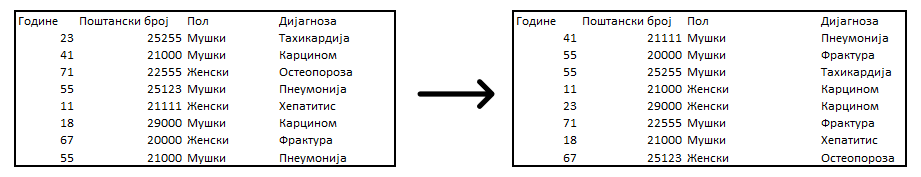 Године Поштански број Пол Дијагноза
23 25255 Мушки Тахикардија
41 21000 Мушки Карцином
71 22555 Женски Остеопороза
55 25123 Мушки Пнеумонија
11 21111 Женски Хепатитис
18 29000 Мушки Карцином
67 20000 Женски Фрактура
55 21000 Мушки Пнеумонија
Године Поштански број Пол Дијагноза
41 21111 Мушки Пнеумонија
55 20000 Мушки Фрактура
55 25255 Мушки Тахикардија
11 21000 Женски Карцином
23 29000 Женски Карцином
71 22555 Мушки Фрактура
18 21000 Мушки Хепатитис
67 25123 Женски Остеопороза